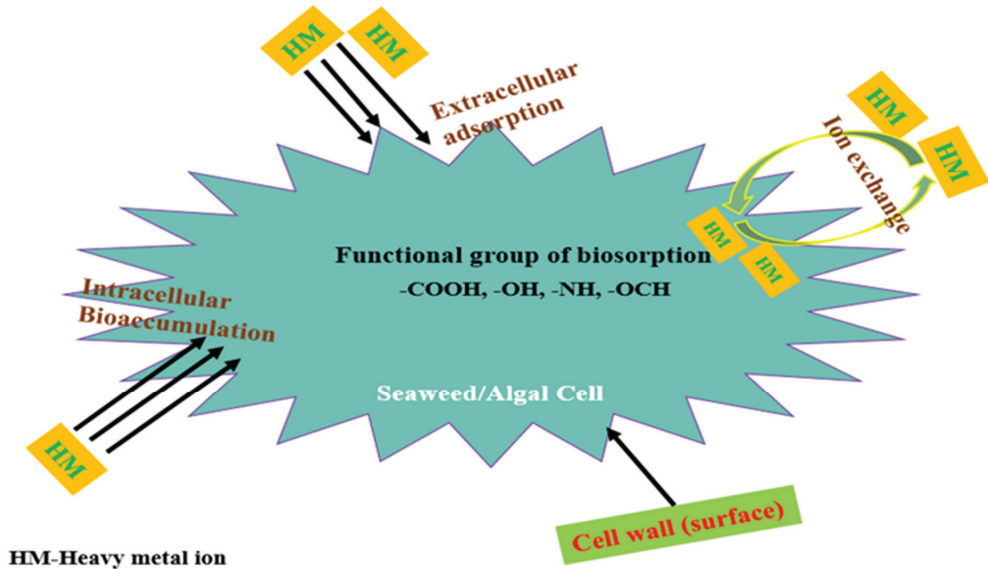 HM
HM
Extracellular
adsorption
HM
HM
Ion exchange
HM
HM
Functional group of biosorption
-COOH, -OH, -NH, -OCH
Intracellular
Bioaccumulation
Seaweed/Algal Cell
HM
Cell wall (surface)
HM-Heavy metal ion